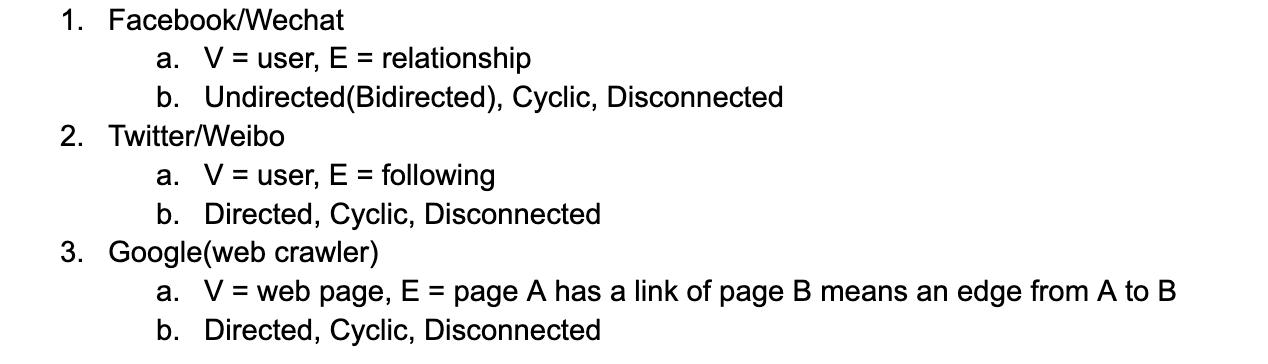 1. Facebook/Wechat
a. V = user, E = relationship
b. Undirected(Bidirected), Cyclic, Disconnected
2. Twitter/Weibo
a. V = user, E = following
b. Directed, Cyclic, Disconnected
3. Google(web crawler)
a. V = web page, E = page A has a link of page B means an edge from A to B
b. Directed, Cyclic, Disconnected